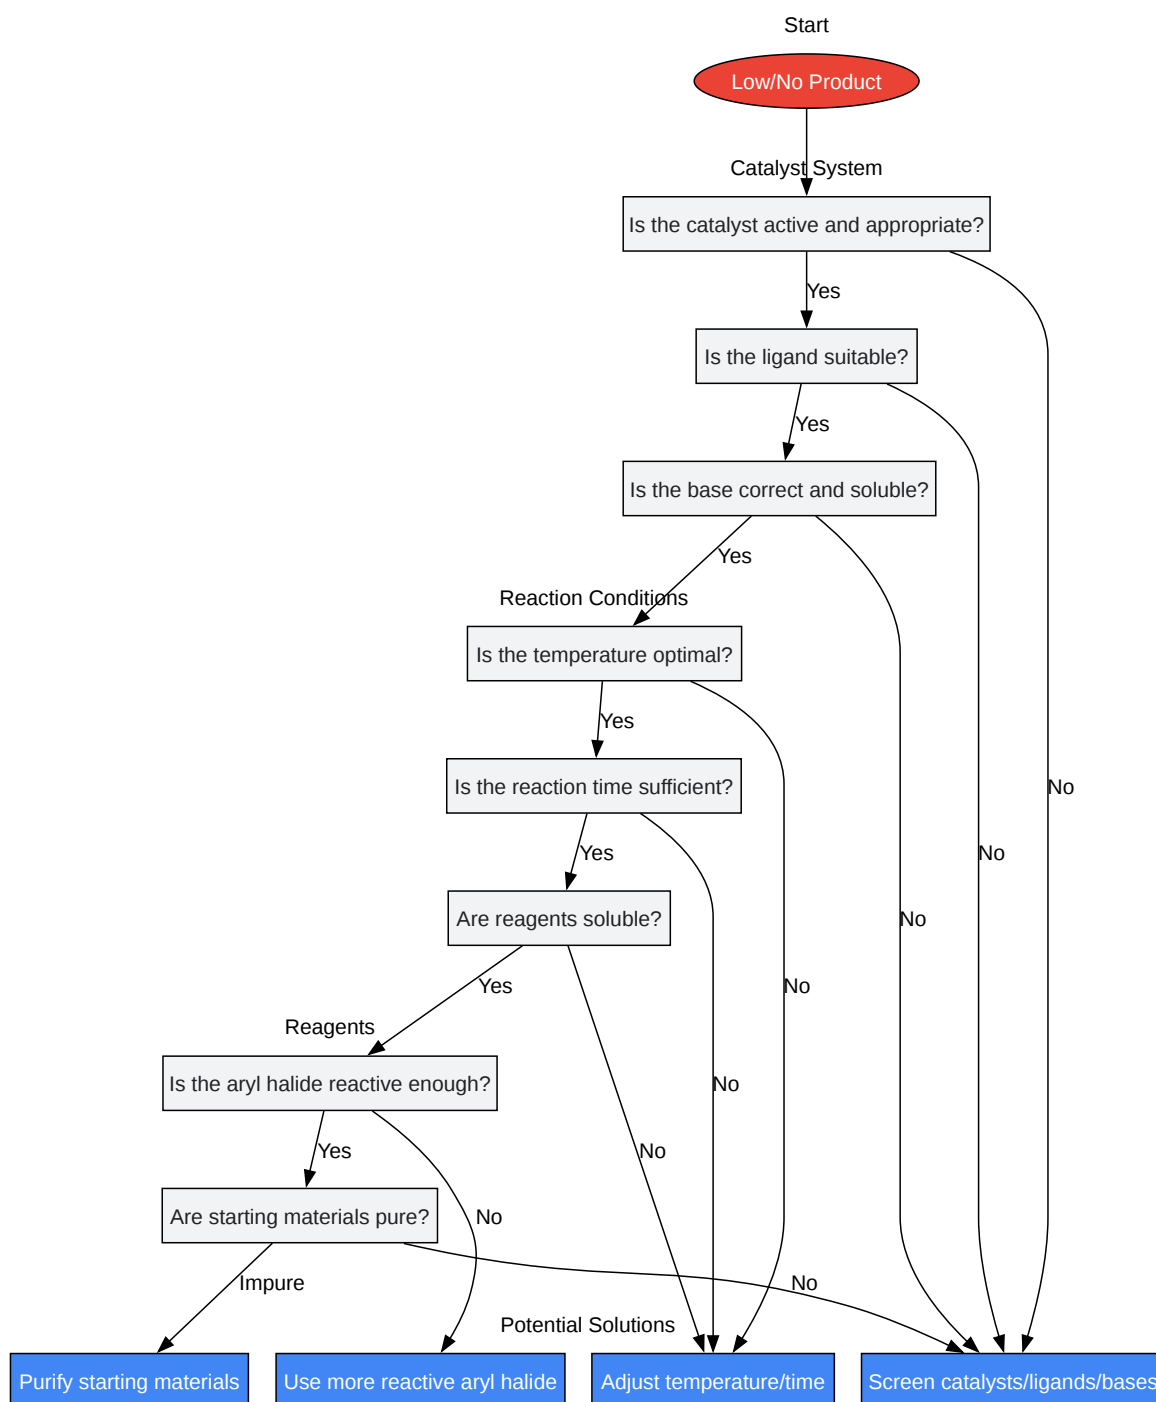 Start
Low/No Product
Catalyst System
Is the catalyst active and appropriate?
Yes
Is the ligand suitable?
Yes
Is the base correct and soluble?
Yes
Reaction Conditions
Is the temperature optimal?
Yes
Is the reaction time sufficient?
No
Yes
No
Are reagents soluble?
No
Yes
No
Reagents
Is the aryl halide reactive enough?
No
Yes
No
Are starting materials pure?
No
Impure
No
Potential Solutions
Purify starting materials
Use more reactive aryl halide
Adjust temperature/time
Screen catalysts/ligands/bases